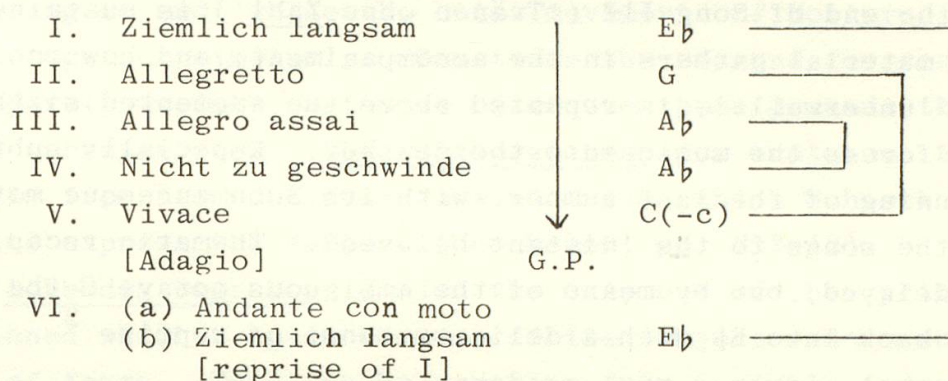 I. Ziemlich langsam E♭
II. Allegretto G
III. Allegro assai A♭
IV. Nicht zu geschwinde A♭
V. Vivace C(-c)
[Adagio] G.P.
VI. (a) Andante con moto
(b) Ziemlich langsam E♭
[reprise of I]